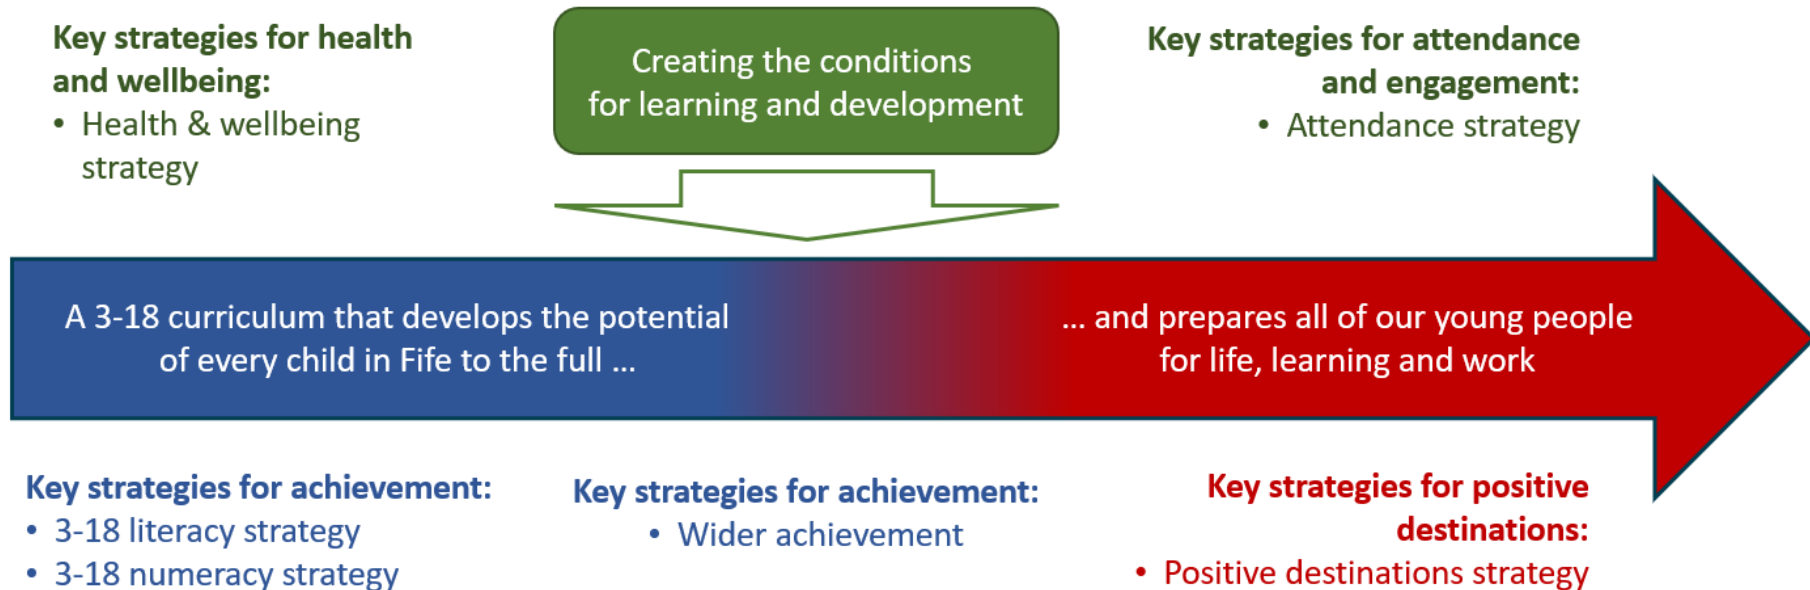 Key strategies for health
and wellbeing:
• Health & wellbeing
strategy
Creating the conditions
for learning and development
Key strategies for attendance
and engagement:
• Attendance strategy
A 3-18 curriculum that develops the potential
of every child in Fife to the full ...
... and prepares all of our young people
for life, learning and work
Key strategies for achievement:
• 3-18 literacy strategy
• 3-18 numeracy strategy
Key strategies for achievement:
• Wider achievement
Key strategies for positive
destinations:
• Positive destinations strategy